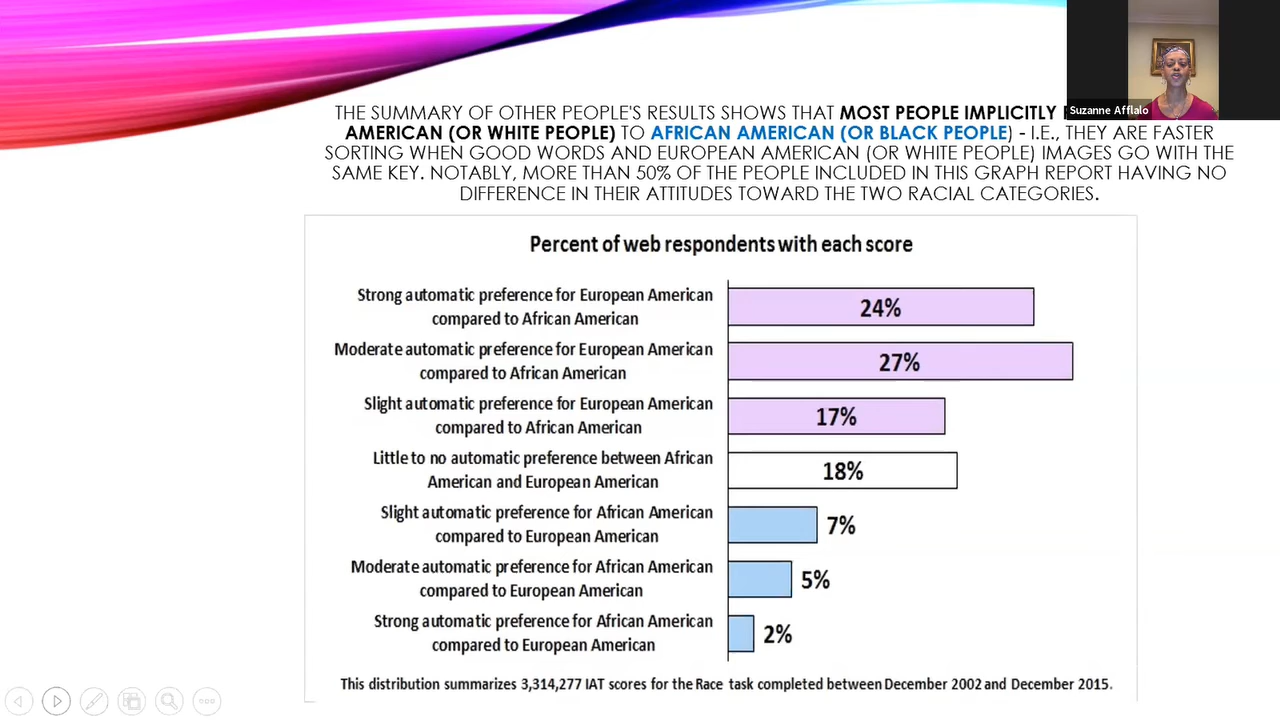 Suzanne Afflalo
THE SUMMARY OF OTHER PEOPLE'S RESULTS SHOWS THAT MOST PEOPLE IMPLICITLY
AMERICAN (OR WHITE PEOPLE) TO AFRICAN AMERICAN (OR BLACK PEOPLE) - I.E., THEY ARE FASTER
SORTING WHEN GOOD WORDS AND EUROPEAN AMERICAN (OR WHITE PEOPLE) IMAGES GO WITH THE
SAME KEY. NOTABLY, MORE THAN 50% OF THE PEOPLE INCLUDED IN THIS GRAPH REPORT HAVING NO
DIFFERENCE IN THEIR ATTITUDES TOWARD THE TWO RACIAL CATEGORIES.
Percent of web respondents with each score
Strong automatic preference for European American
compared to African American
24%
Moderate automatic preference for European American
compared to African American
27%
Slight automatic preference for European American
compared to African American
17%
Little to no automatic preference between African
American and European American
18%
Slight automatic preference for African American
compared to European American
7%
Moderate automatic preference for African American
compared to European American
5%
Strong automatic preference for African American
compared to European American
2%
This distribution summarizes 3,314,277 IAT scores for the Race task completed between December 2002 and December 2015.